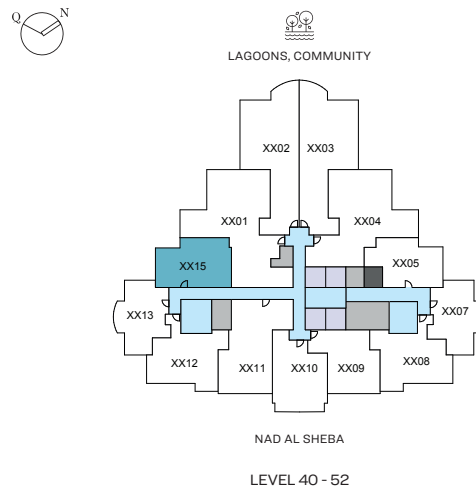 Q N
LAGOONS, COMMUNITY
XX02 XX03
XX01 XX04
XX15 XX05
XX13 XX07
XX12 XX11 XX10 XX09 XX08
NAD AL SHEBA
LEVEL 40 - 52